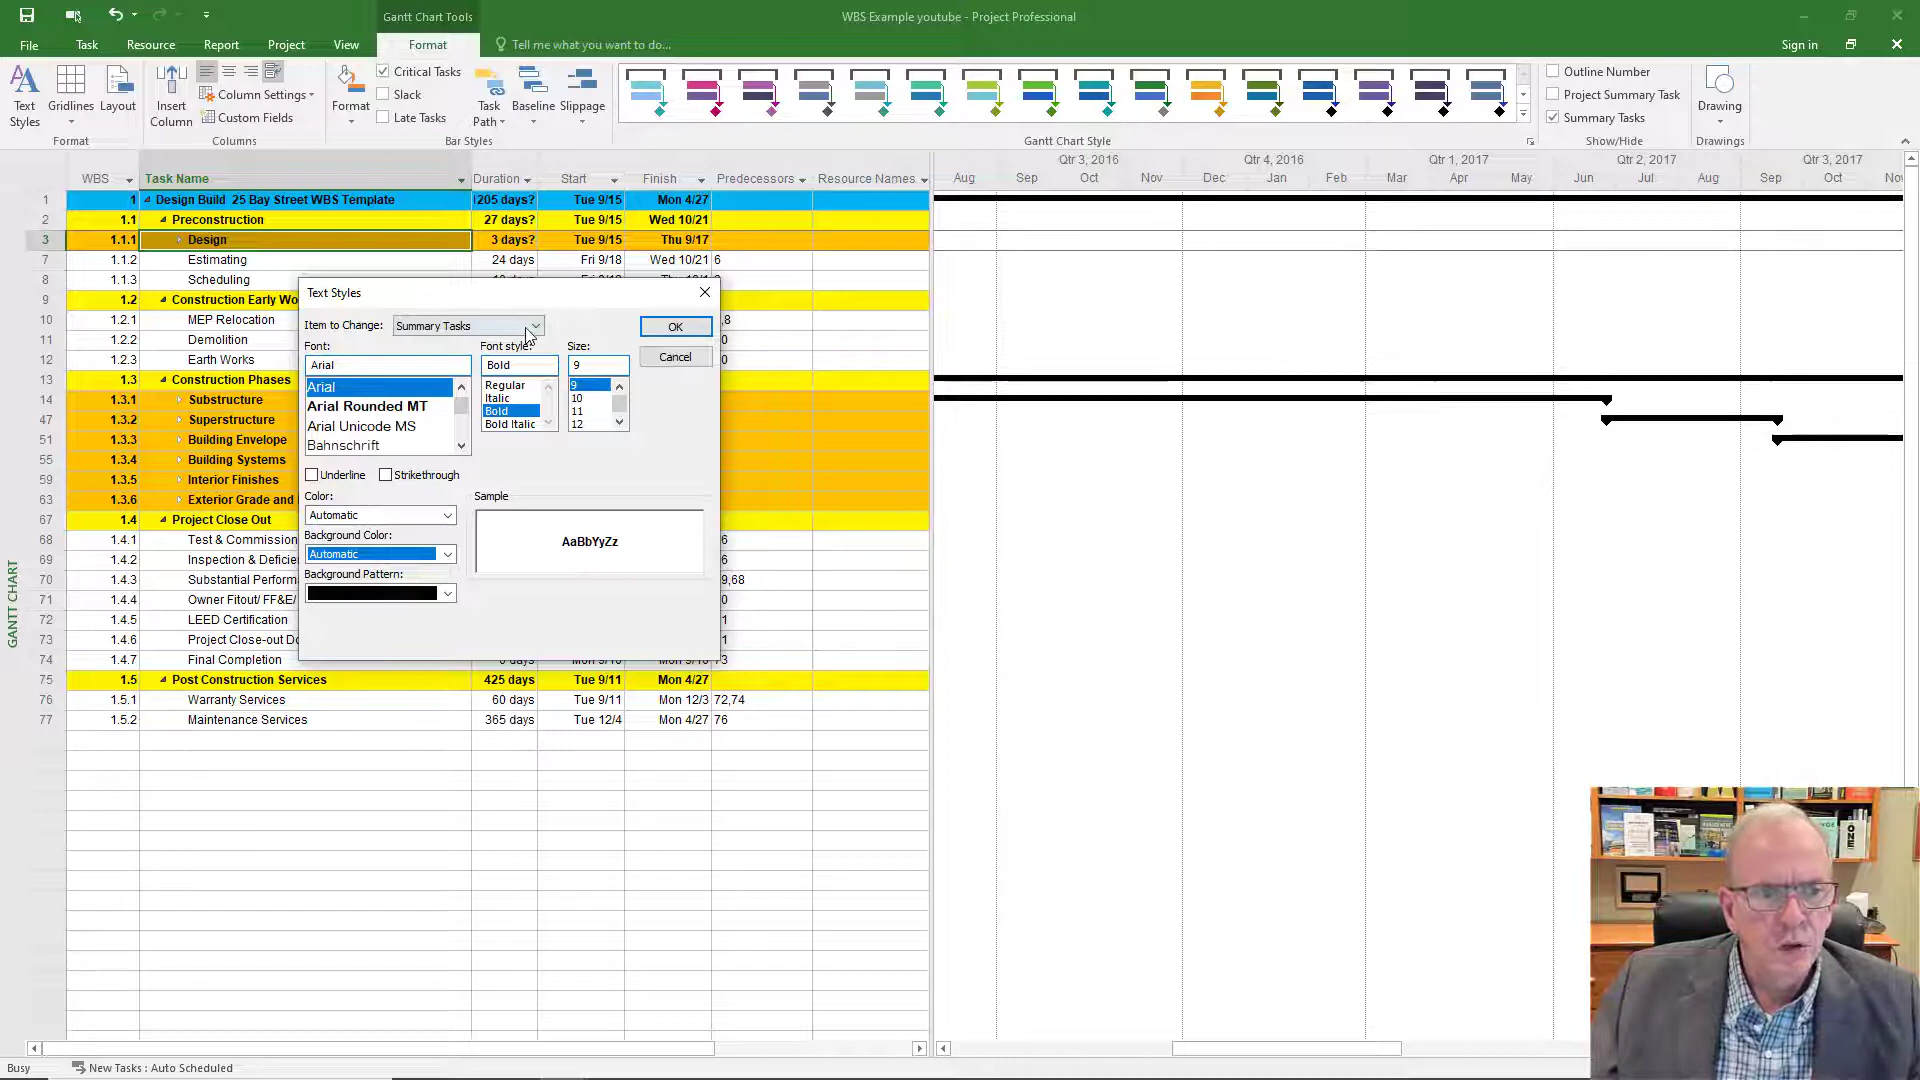 Gantt Chart Tools
WBS Example youtube - Project Professional
File Task Resource Report Project View Format Tell me what you want to do...
Sign in
Text Styles
Gridlines
Layout
Format
Insert Column
Column Settings
Custom Fields
Columns
Format
Critical Tasks
Slack
Late Tasks
Task Path
Baseline
Slippage
Bar Styles
Gantt Chart Style
Outline Number
Project Summary Task
Summary Tasks
Show/Hide
Drawing
Drawings
WBS Task Name Duration Start Finish Predecessors Resource Names
Qtr 3, 2016 Qtr 4, 2016 Qtr 1, 2017 Qtr 2, 2017 Qtr 3, 2017
Aug Sep Oct Nov Dec Jan Feb Mar Apr May Jun Jul Aug Sep Oct
1 1 Design Build 25 Bay Street WBS Template 205 days? Tue 9/15 Mon 4/27
2 1.1 Preconstruction 27 days? Tue 9/15 Wed 10/21
3 1.1.1 Design 3 days? Tue 9/15 Thu 9/17
7 1.1.2 Estimating 24 days Fri 9/18 Wed 10/21 6
8 1.1.3 Scheduling
9 1.2 Construction Early Wo
10 1.2.1 MEP Relocation ,8
11 1.2.2 Demolition 0
12 1.2.3 Earth Works 0
13 1.3 Construction Phases
14 1.3.1 Substructure
47 1.3.2 Superstructure
51 1.3.3 Building Envelope
55 1.3.4 Building Systems
59 1.3.5 Interior Finishes
63 1.3.6 Exterior Grade and
67 1.4 Project Close Out
68 1.4.1 Test & Commission 6
69 1.4.2 Inspection & Deficie 6
70 1.4.3 Substantial Perform 9,68
71 1.4.4 Owner Fitout/ FF&E/ 0
72 1.4.5 LEED Certification 1
73 1.4.6 Project Close-out Do 1
74 1.4.7 Final Completion
75 1.5 Post Construction Services 425 days Tue 9/11 Mon 4/27
76 1.5.1 Warranty Services 60 days Tue 9/11 Mon 12/3 72,74
77 1.5.2 Maintenance Services 365 days Tue 12/4 Mon 4/27 76
Text Styles
Item to Change: Summary Tasks
OK
Cancel
Font:
Arial
Arial
Arial Rounded MT
Arial Unicode MS
Bahnschrift
Font style:
Bold
Regular
Italic
Bold
Bold Italic
Size:
9
9
10
11
12
Underline Strikethrough
Color:
Automatic
Background Color:
Automatic
Background Pattern:
Sample
AaBbYyZz
GANTT CHART
ONE
Busy New Tasks : Auto Scheduled